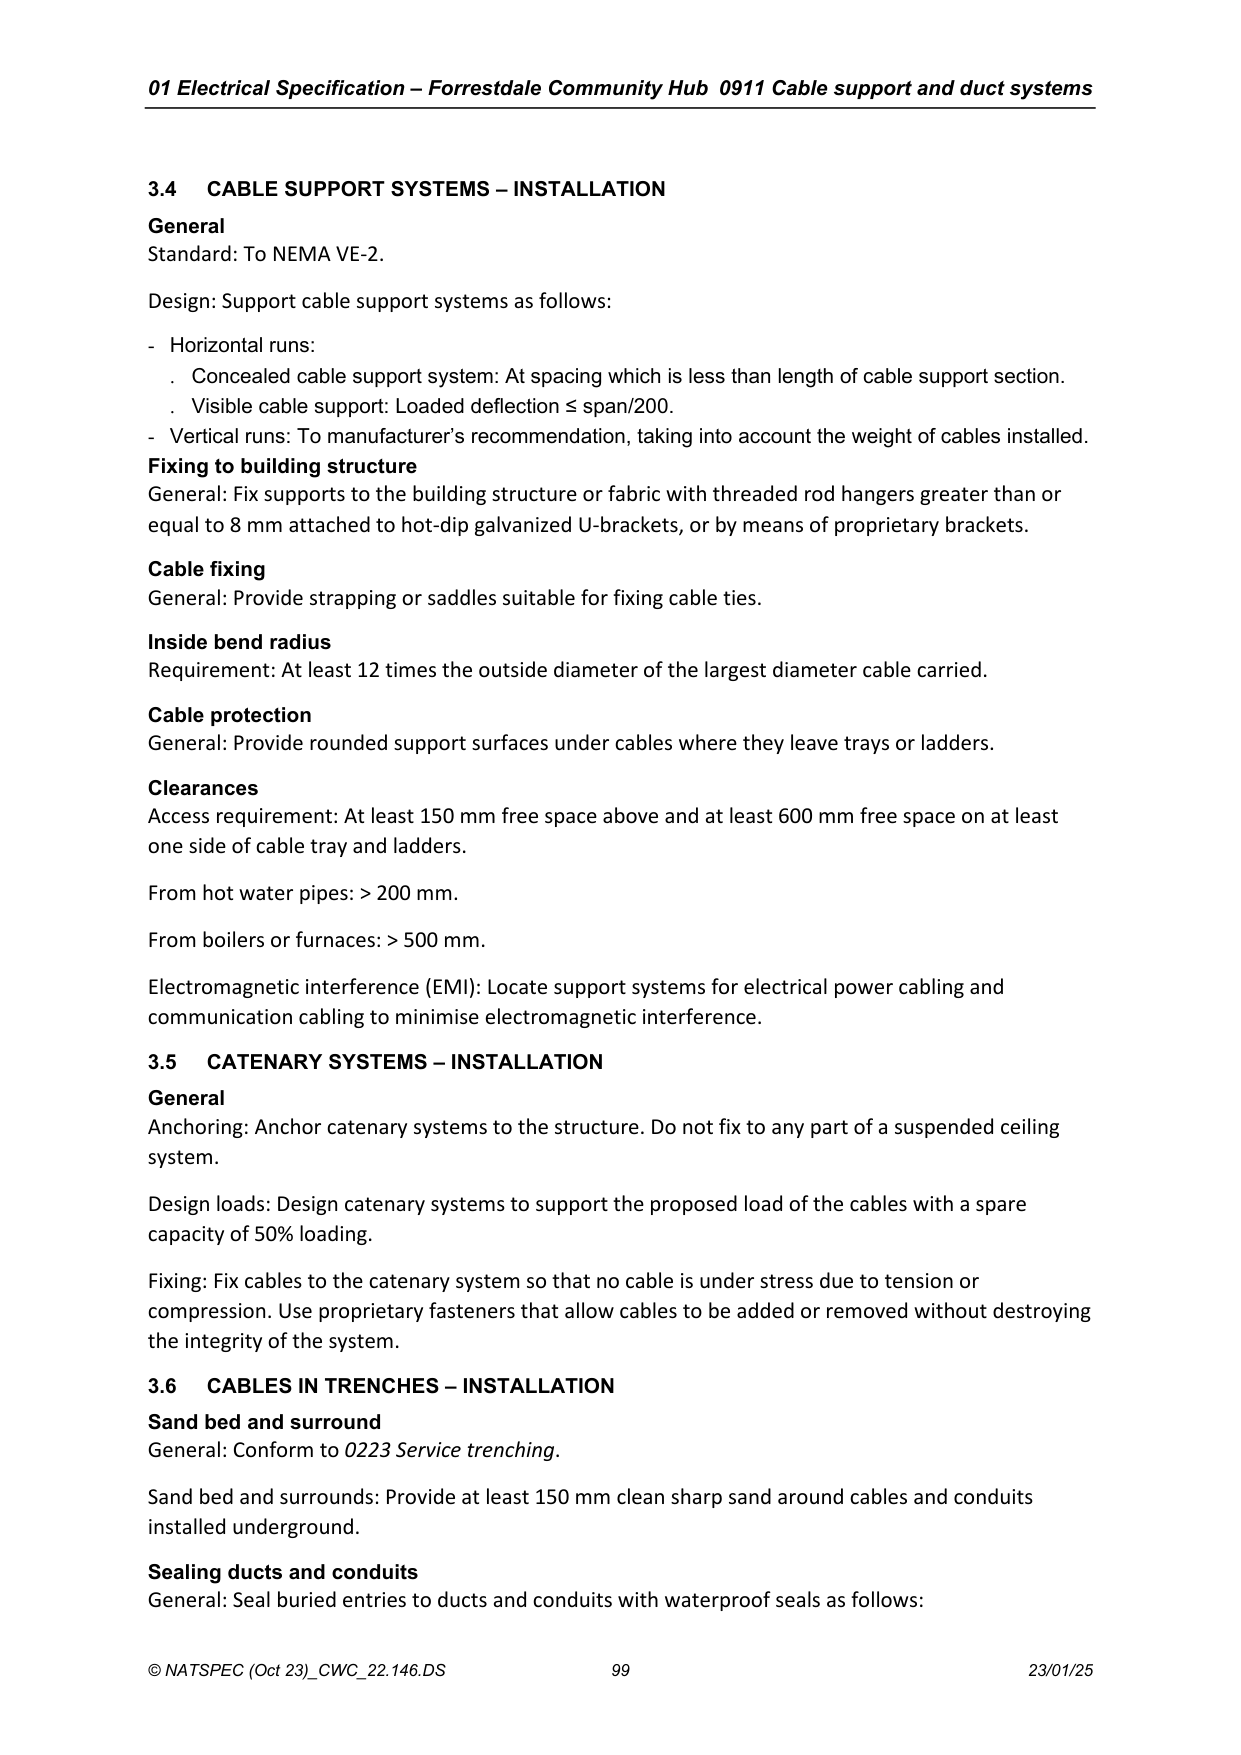 01 Electrical Specification – Forrestdale Community Hub 0911 Cable support and duct systems
3.4 CABLE SUPPORT SYSTEMS – INSTALLATION
General
Standard: To NEMA VE-2.
Design: Support cable support systems as follows:
- Horizontal runs:
. Concealed cable support system: At spacing which is less than length of cable support section.
. Visible cable support: Loaded deflection ≤ span/200.
- Vertical runs: To manufacturer’s recommendation, taking into account the weight of cables installed.
Fixing to building structure
General: Fix supports to the building structure or fabric with threaded rod hangers greater than or
equal to 8 mm attached to hot-dip galvanized U-brackets, or by means of proprietary brackets.
Cable fixing
General: Provide strapping or saddles suitable for fixing cable ties.
Inside bend radius
Requirement: At least 12 times the outside diameter of the largest diameter cable carried.
Cable protection
General: Provide rounded support surfaces under cables where they leave trays or ladders.
Clearances
Access requirement: At least 150 mm free space above and at least 600 mm free space on at least
one side of cable tray and ladders.
From hot water pipes: > 200 mm.
From boilers or furnaces: > 500 mm.
Electromagnetic interference (EMI): Locate support systems for electrical power cabling and
communication cabling to minimise electromagnetic interference.
3.5 CATENARY SYSTEMS – INSTALLATION
General
Anchoring: Anchor catenary systems to the structure. Do not fix to any part of a suspended ceiling
system.
Design loads: Design catenary systems to support the proposed load of the cables with a spare
capacity of 50% loading.
Fixing: Fix cables to the catenary system so that no cable is under stress due to tension or
compression. Use proprietary fasteners that allow cables to be added or removed without destroying
the integrity of the system.
3.6 CABLES IN TRENCHES – INSTALLATION
Sand bed and surround
General: Conform to 0223 Service trenching.
Sand bed and surrounds: Provide at least 150 mm clean sharp sand around cables and conduits
installed underground.
Sealing ducts and conduits
General: Seal buried entries to ducts and conduits with waterproof seals as follows:
© NATSPEC (Oct 23)_CWC_22.146.DS 99 23/01/25